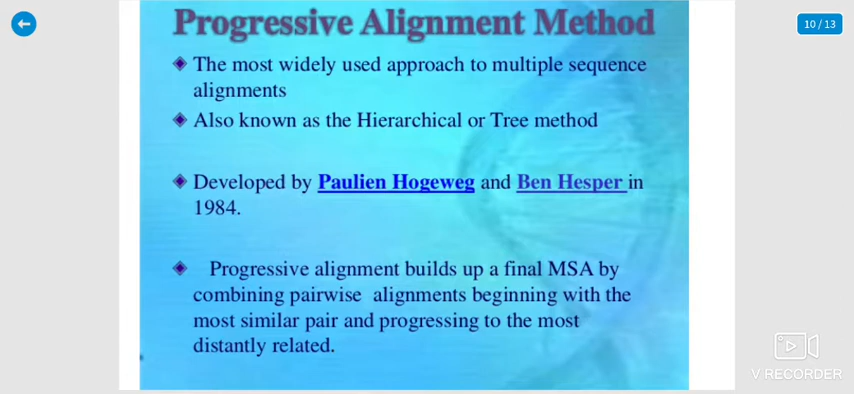 Progressive Alignment Method
10 / 13
The most widely used approach to multiple sequence
alignments
Also known as the Hierarchical or Tree method
Developed by Paulien Hogeweg and Ben Hesper in
1984.
Progressive alignment builds up a final MSA by
combining pairwise alignments beginning with the
most similar pair and progressing to the most
distantly related.
V RECORDER